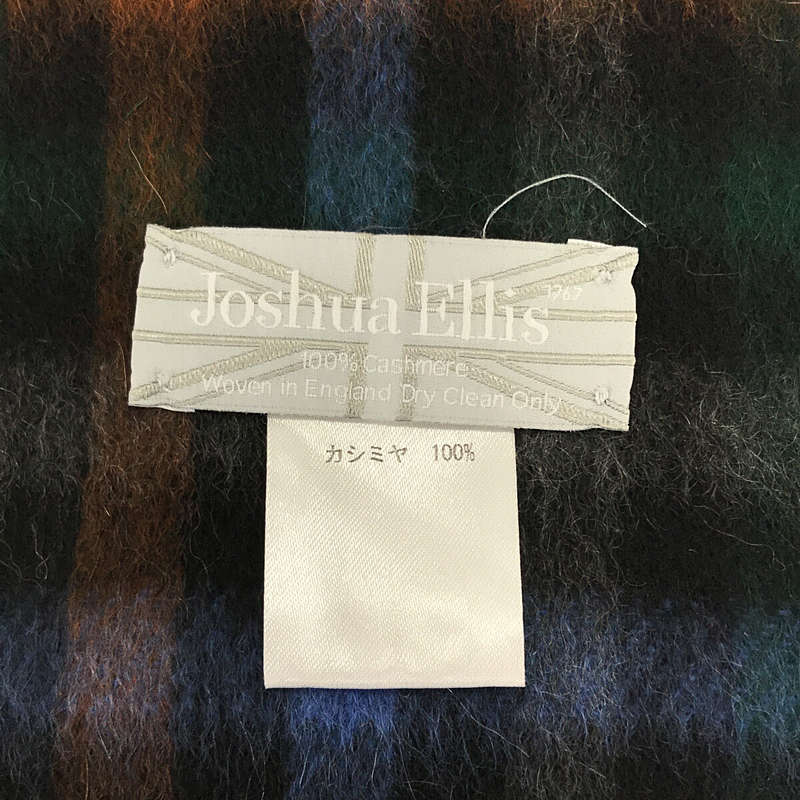 Joshua Ellis 1767
100% Cashmere
Woven in England Dry Clean Only
カシミヤ 100%